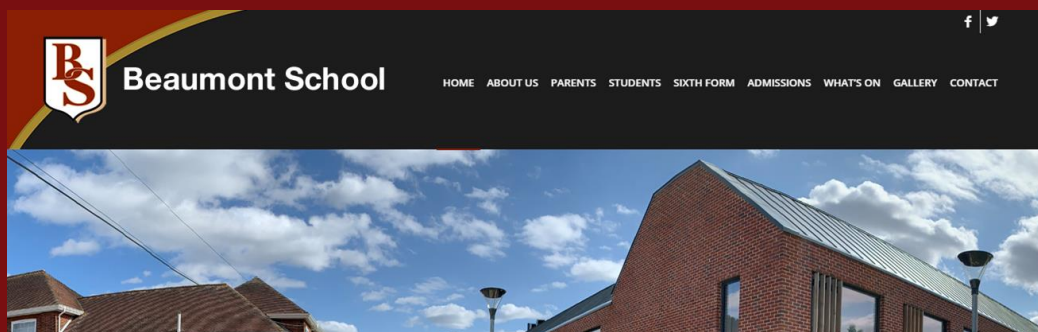 BS
Beaumont School
HOME ABOUT US PARENTS STUDENTS SIXTH FORM ADMISSIONS WHAT'S ON GALLERY CONTACT